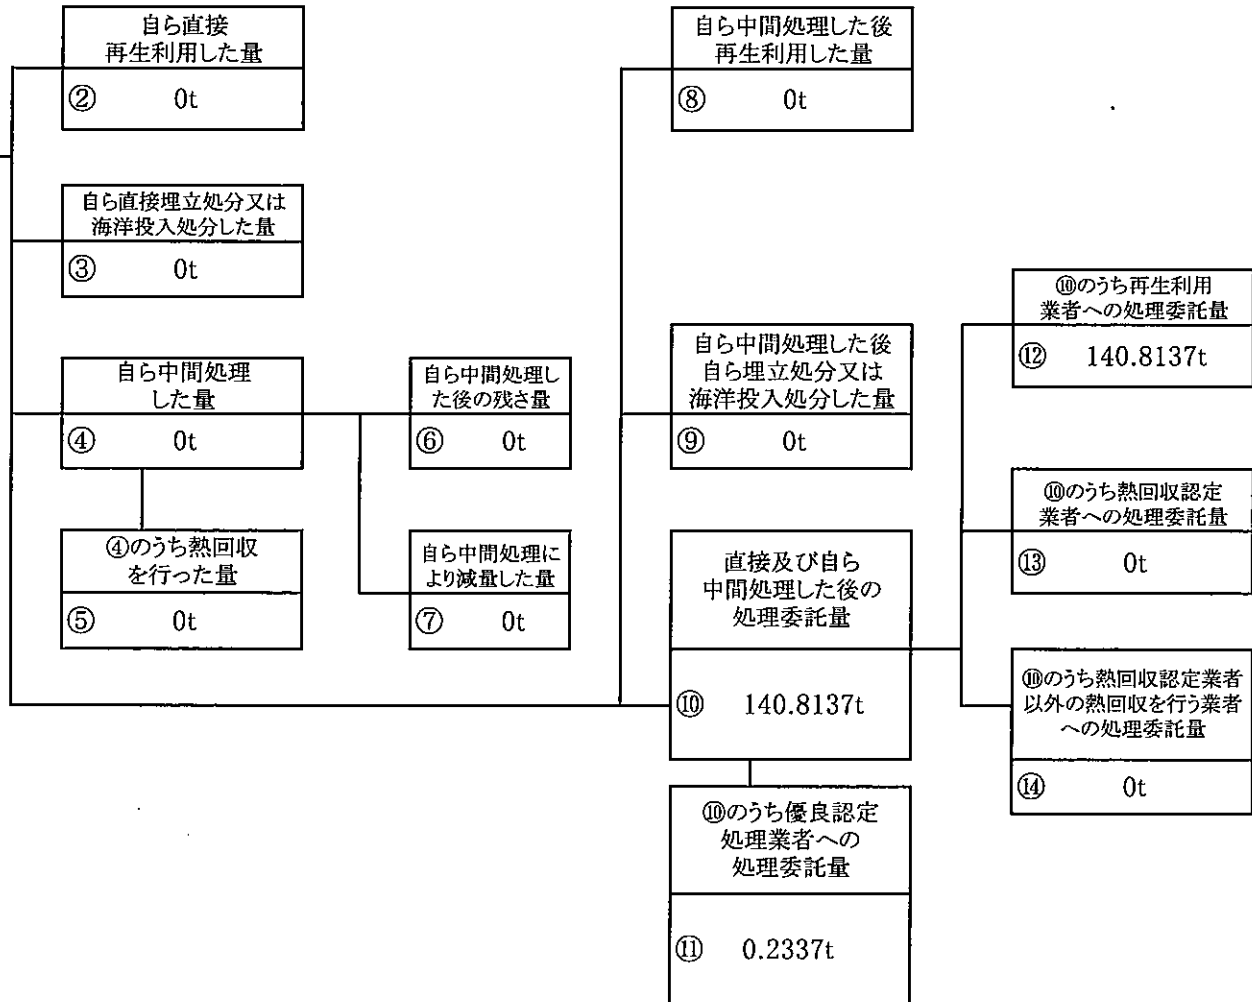 自ら直接
再生利用した量
② 0t
自ら直接埋立処分又は
海洋投入処分した量
③ 0t
自ら中間処理
した量
④ 0t
④のうち熱回収
を行った量
⑤ 0t
自ら中間処理し
た後の残さ量
⑥ 0t
自ら中間処理に
より減量した量
⑦ 0t
自ら中間処理した後
再生利用した量
⑧ 0t
自ら中間処理した後
自ら埋立処分又は
海洋投入処分した量
⑨ 0t
直接及び自ら
中間処理した後の
処理委託量
⑩ 140.8137t
⑩のうち優良認定
処理業者への
処理委託量
⑪ 0.2337t
⑩のうち再生利用
業者への処理委託量
⑫ 140.8137t
⑩のうち熱回収認定
業者への処理委託量
⑬ 0t
⑩のうち熱回収認定業者
以外の熱回収を行う業者
への処理委託量
⑭ 0t